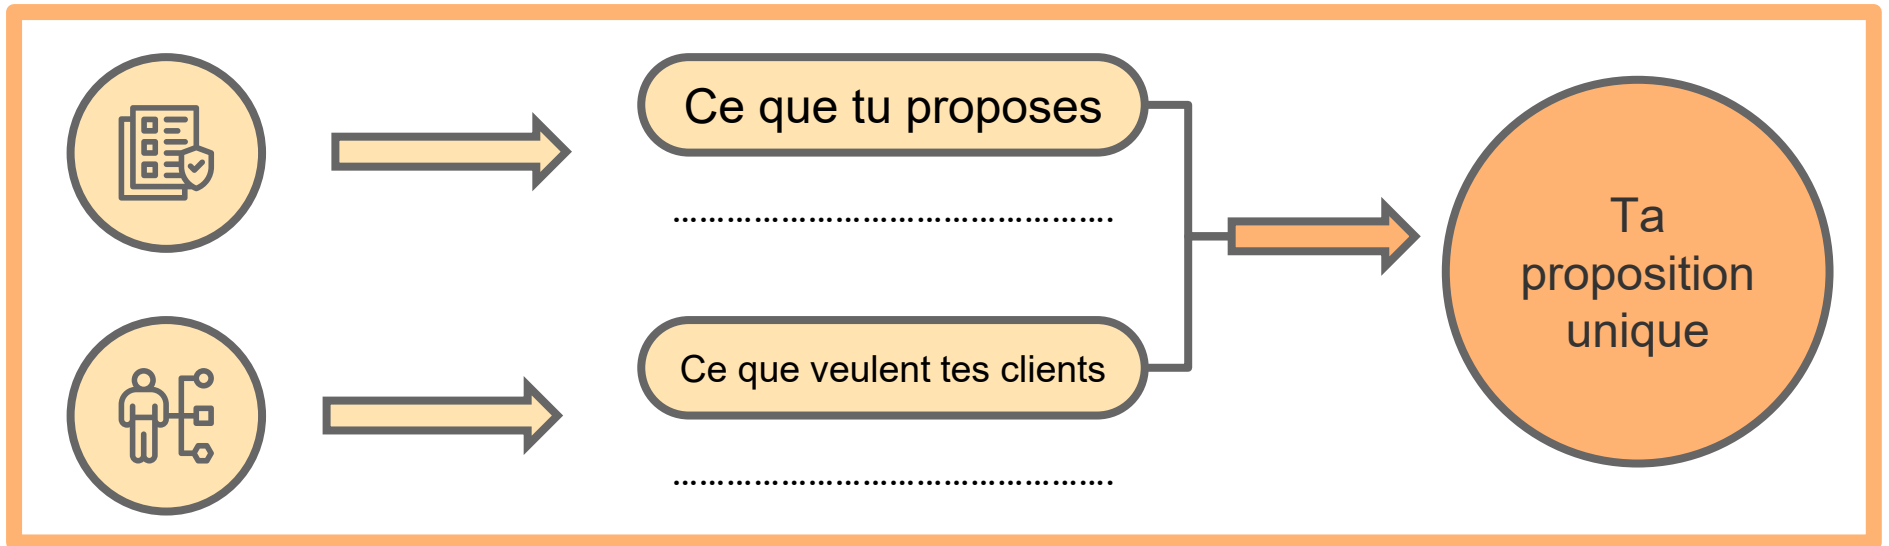 Ce que tu proposes
……………………………………………
Ce que veulent tes clients
……………………………………………
Ta
proposition
unique